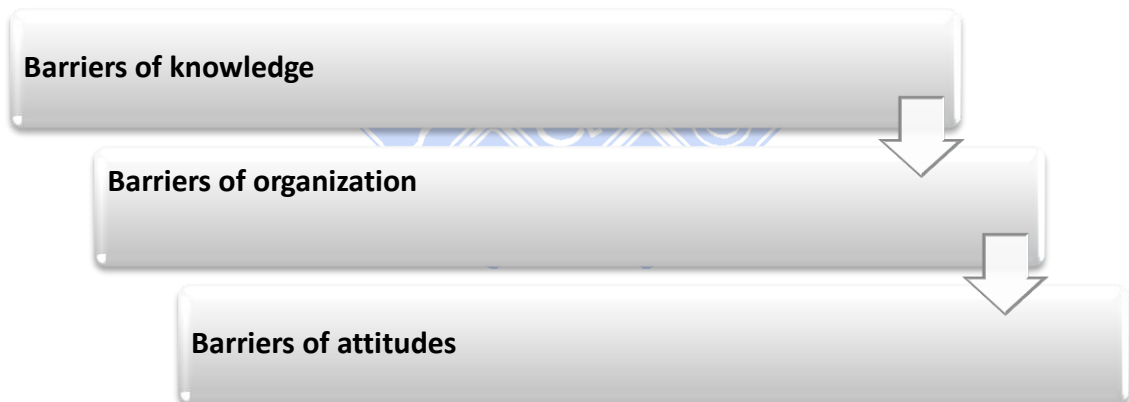 Barriers of knowledge
Barriers of organization
Barriers of attitudes